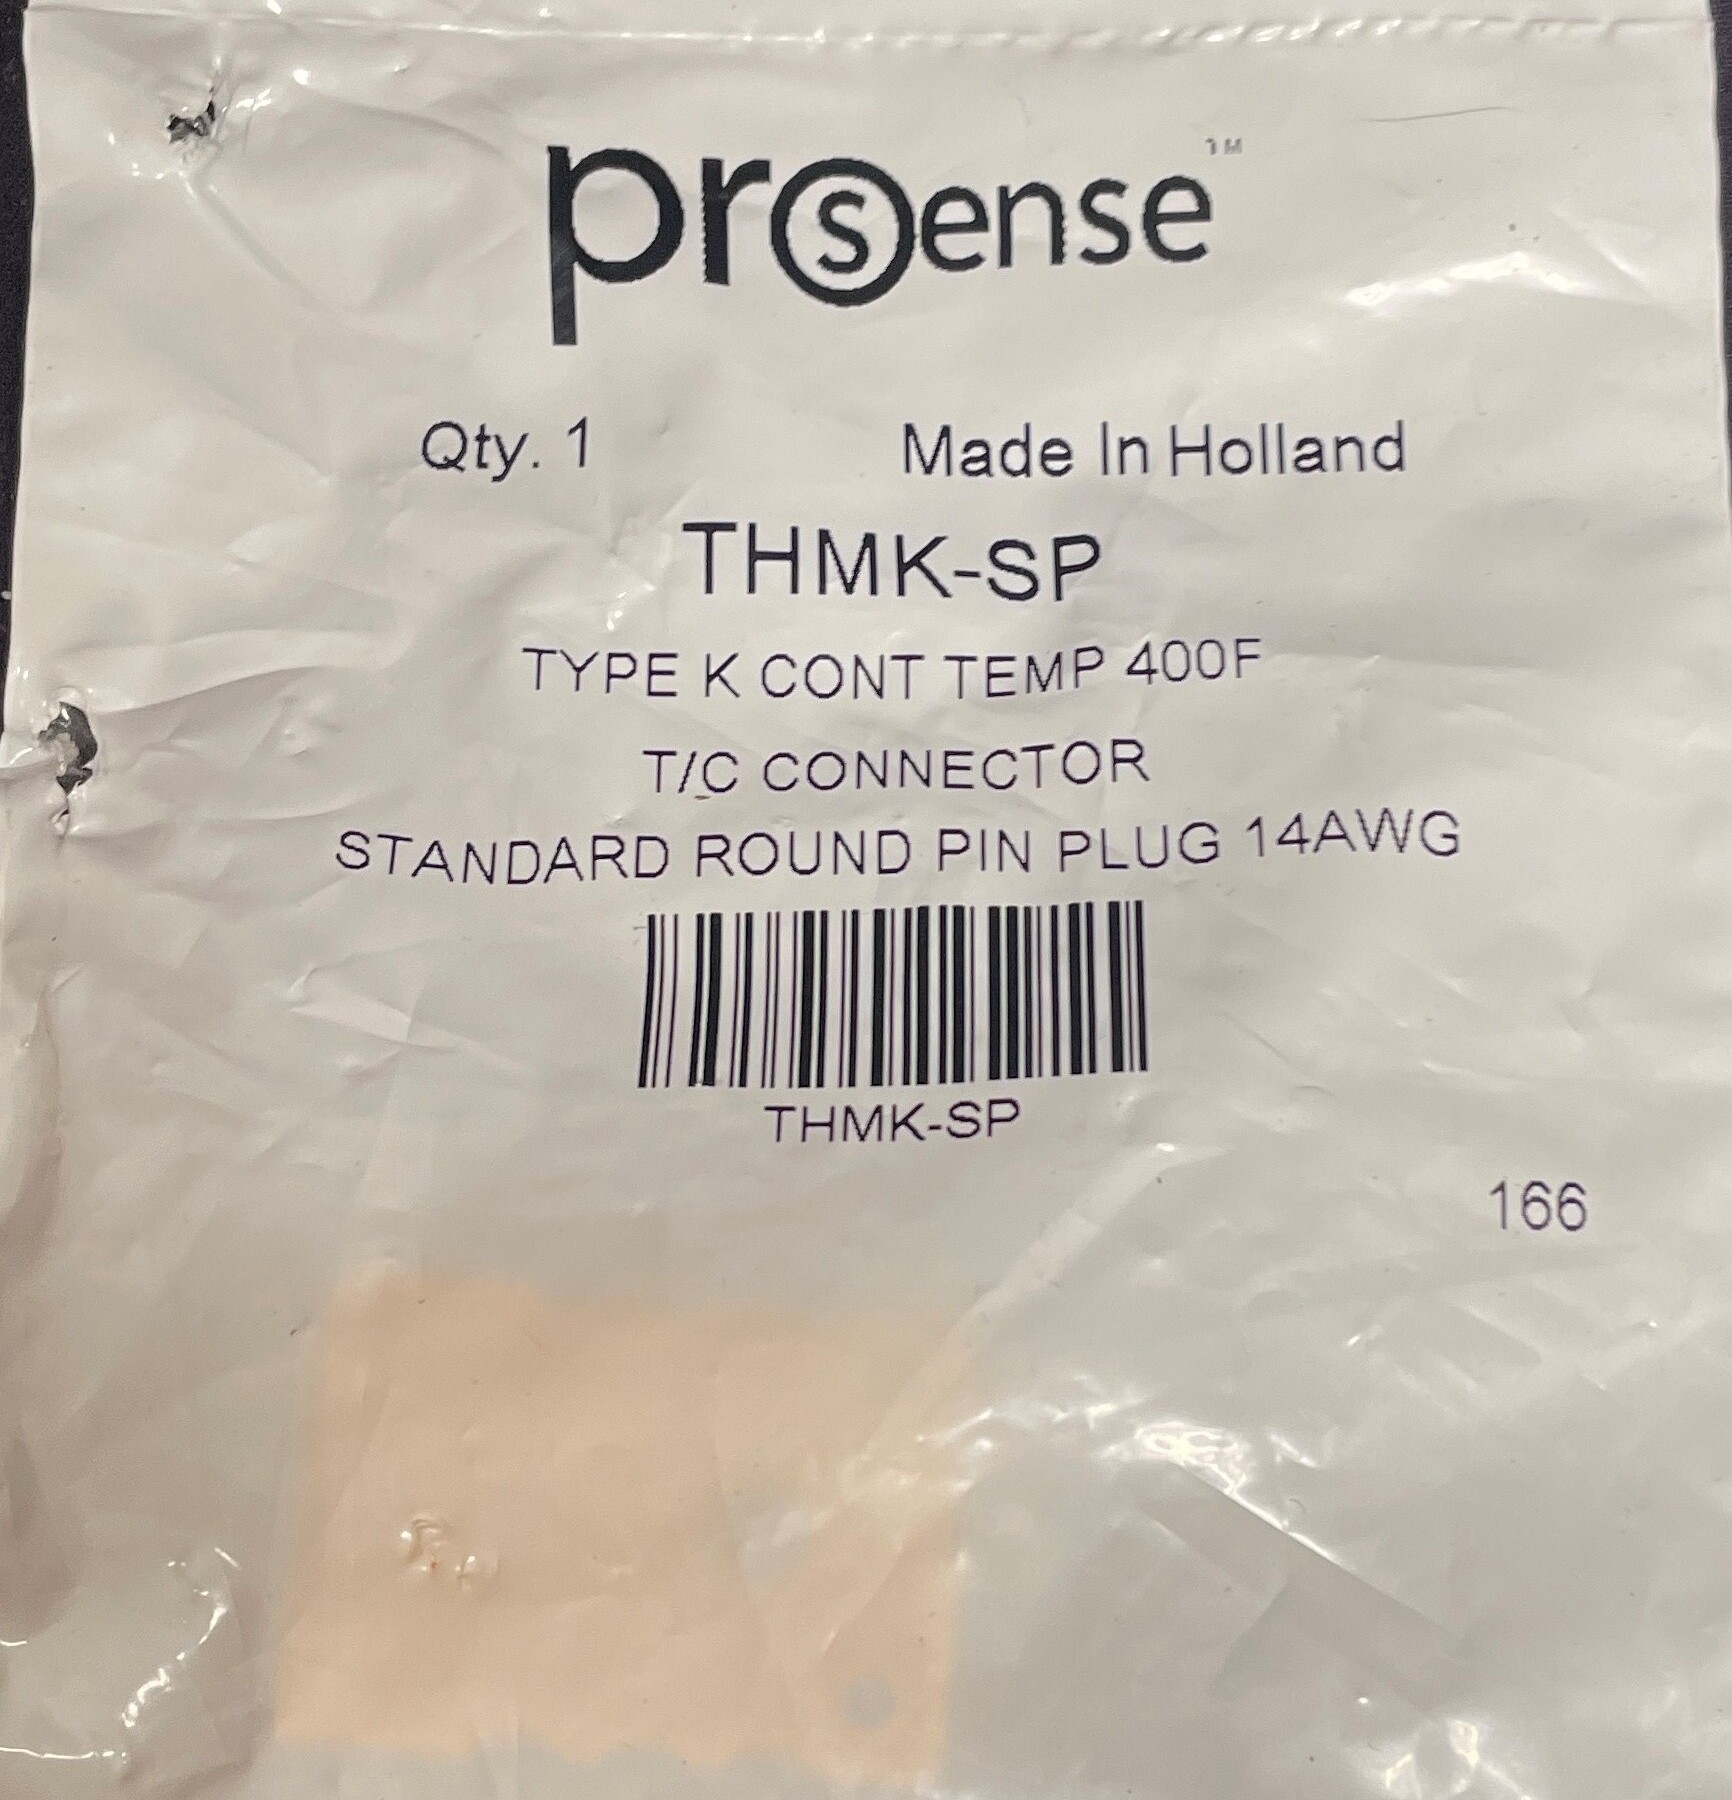 prosense™
Qty. 1 Made In Holland
THMK-SP
TYPE K CONT TEMP 400F
T/C CONNECTOR
STANDARD ROUND PIN PLUG 14AWG
THMK-SP
166